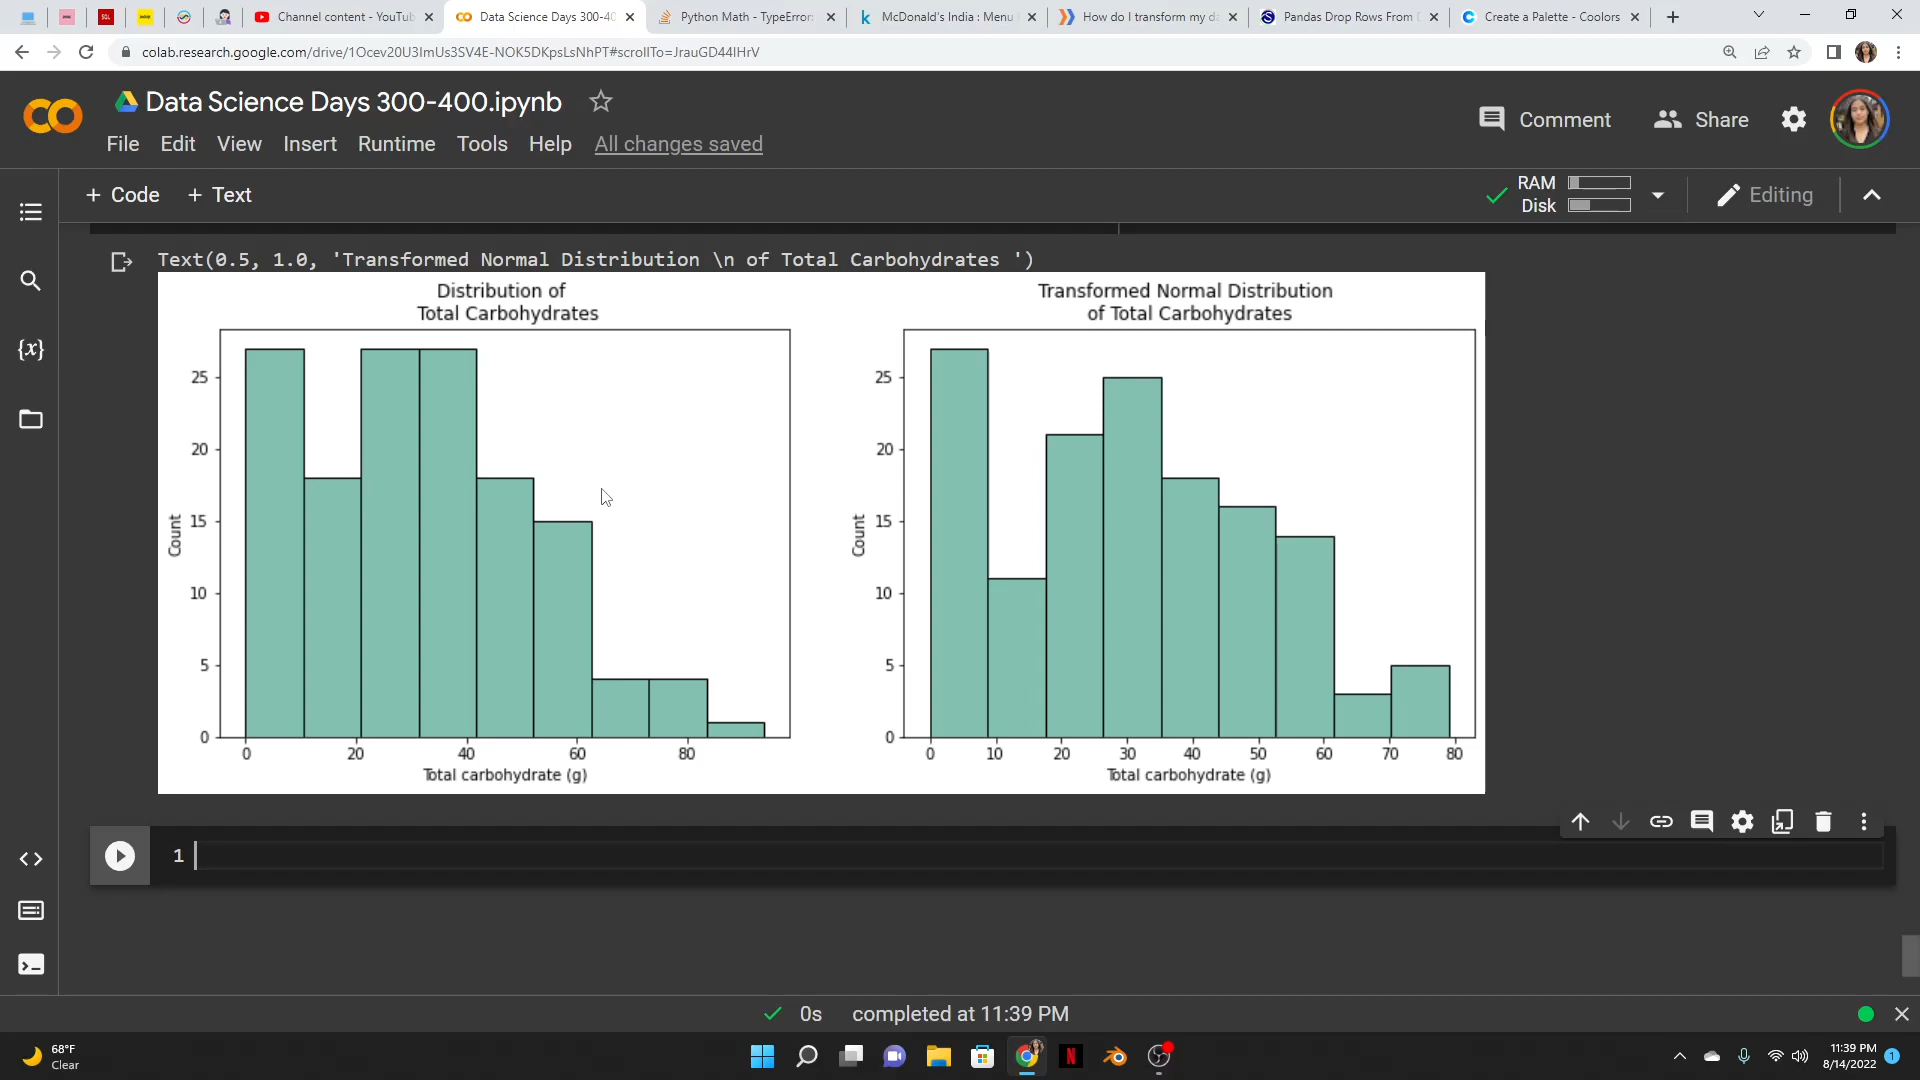 Channel content - YouTub
Data Science Days 300-40
Python Math - TypeError:
McDonald's India : Menu
How do I transform my da
Pandas Drop Rows From D
Create a Palette - Coolors
colab.research.google.com/drive/1Ocev20U3ImUs3SV4E-NOK5DKpsLsNhPT#scrollTo=JrauGD44lHrV
Data Science Days 300-400.ipynb
Comment
Share
File Edit View Insert Runtime Tools Help All changes saved
+ Code + Text
RAM
Disk
Editing
Text(0.5, 1.0, 'Transformed Normal Distribution \n of Total Carbohydrates ')
Distribution of
Total Carbohydrates
25
20
15
10
5
0
Count
0 20 40 60 80
Total carbohydrate (g)
Transformed Normal Distribution
of Total Carbohydrates
25
20
15
10
5
0
Count
0 10 20 30 40 50 60 70 80
Total carbohydrate (g)
{x}
1
0s completed at 11:39 PM
68°F
Clear
11:39 PM
8/14/2022
1